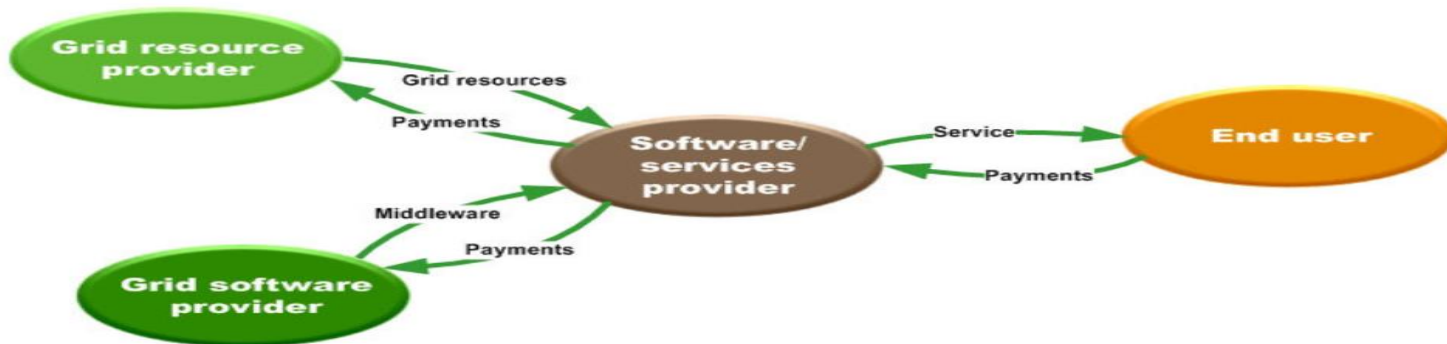 Grid resource
provider
Grid resources
Payments
Software/
services
provider
Service
Payments
End user
Middleware
Payments
Grid software
provider